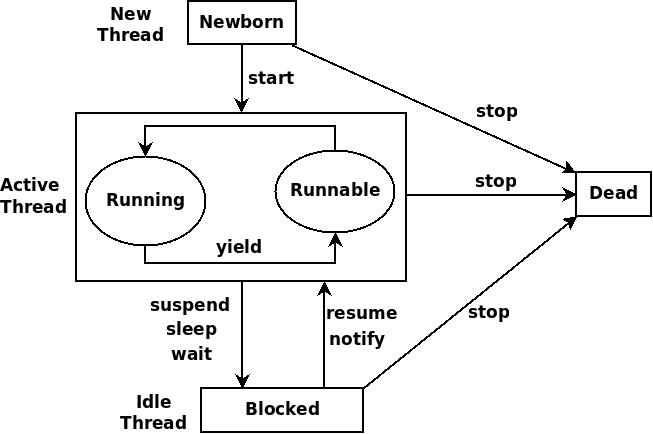 New
Thread
Newborn
start
stop
Active
Thread
Running
Runnable
yield
stop
Dead
suspend
sleep
wait
resume
notify
stop
Idle
Thread
Blocked